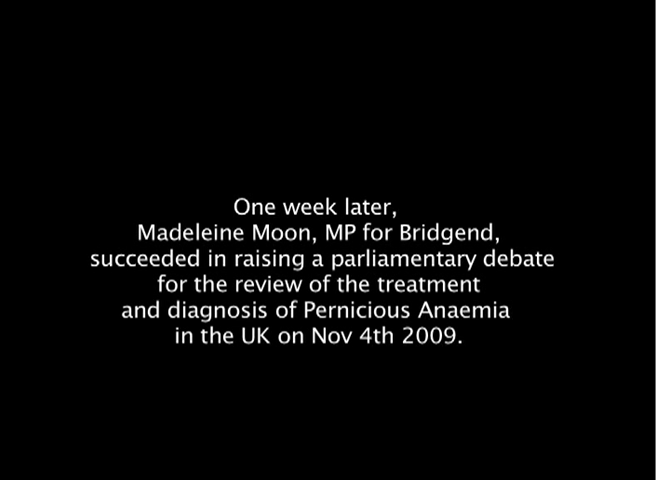 One week later,
Madeleine Moon, MP for Bridgend,
succeeded in raising a parliamentary debate
for the review of the treatment
and diagnosis of Pernicious Anaemia
in the UK on Nov 4th 2009.